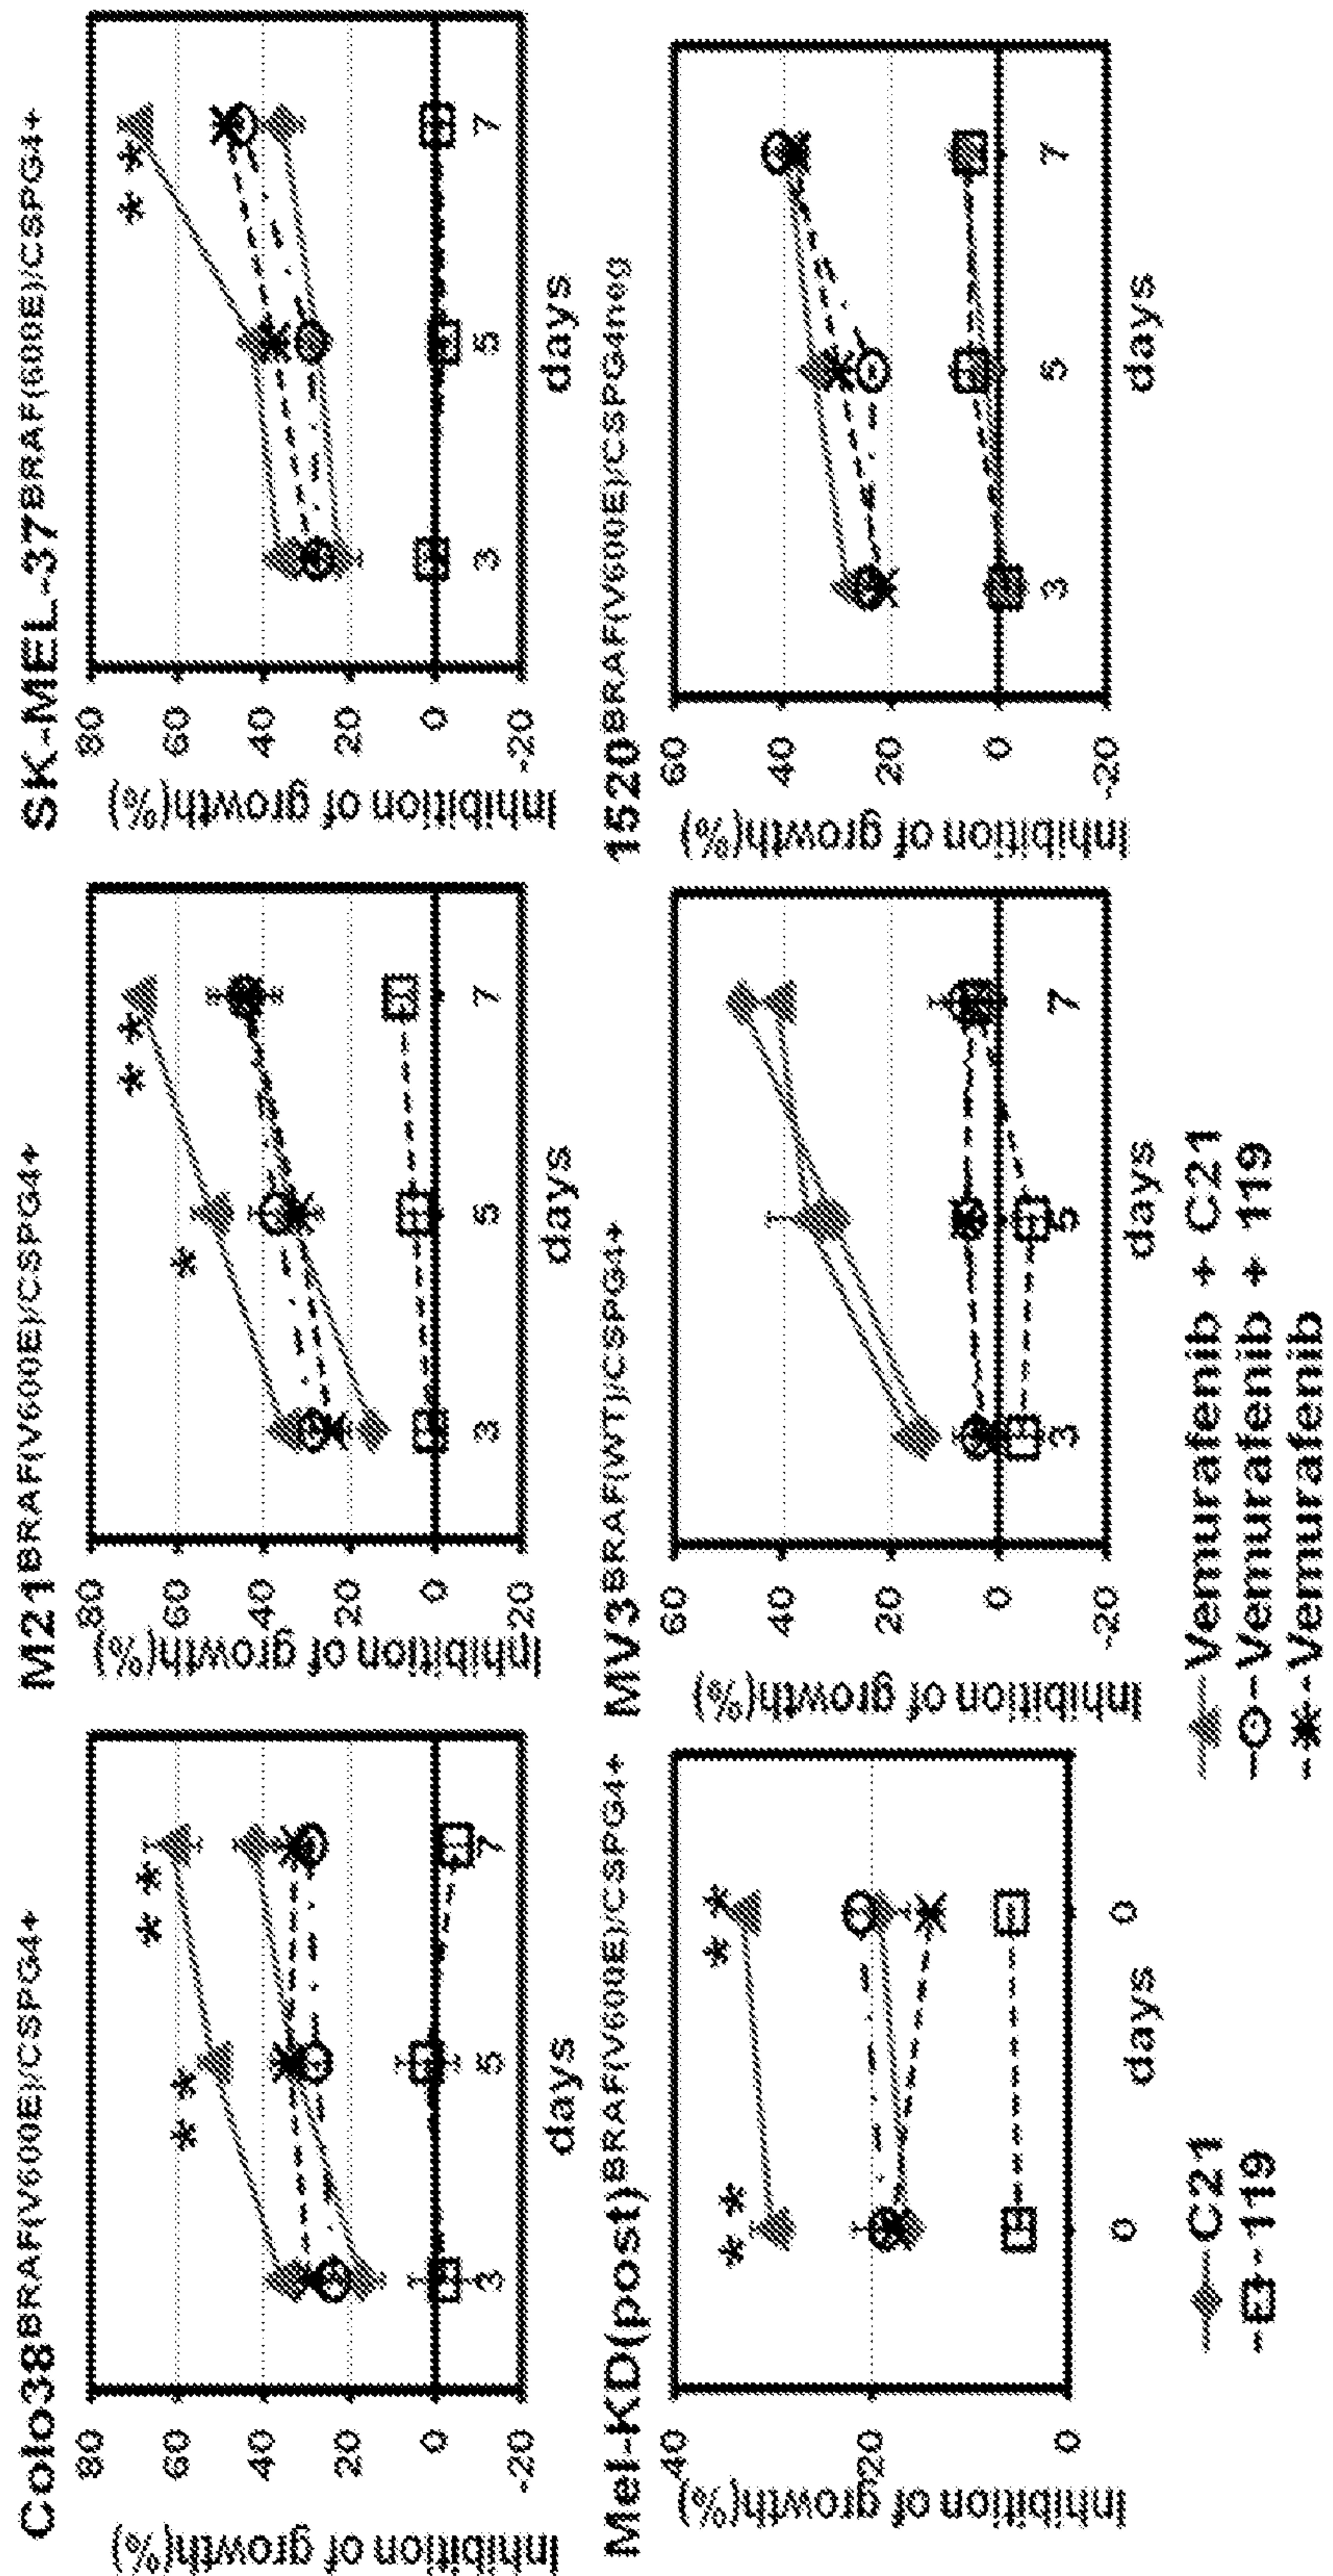 Colo38BRAF(V600E)/CSPG4+
inhibition of growth(%)
80
60
40
20
0
-20
3
5
7
days
* *
* *
M21BRAF(V600E)/CSPG4+
inhibition of growth(%)
80
60
40
20
0
-20
3
5
7
days
*
* *
SK-MEL-37BRAF(600E)/CSPG4+
inhibition of growth(%)
80
60
40
20
0
-20
3
5
7
days
* *
Mel-KD(post)BRAF(V600E)/CSPG4+
inhibition of growth(%)
40
20
0
0
0
days
* *
* *
MV3BRAF(WT)/CSPG4+
inhibition of growth(%)
60
40
20
0
-20
3
5
7
days
1520BRAF(V600E)/CSPG4neg
inhibition of growth(%)
60
40
20
0
-20
3
5
7
days
C21
119
Vemurafenib + C21
Vemurafenib + 119
Vemurafenib